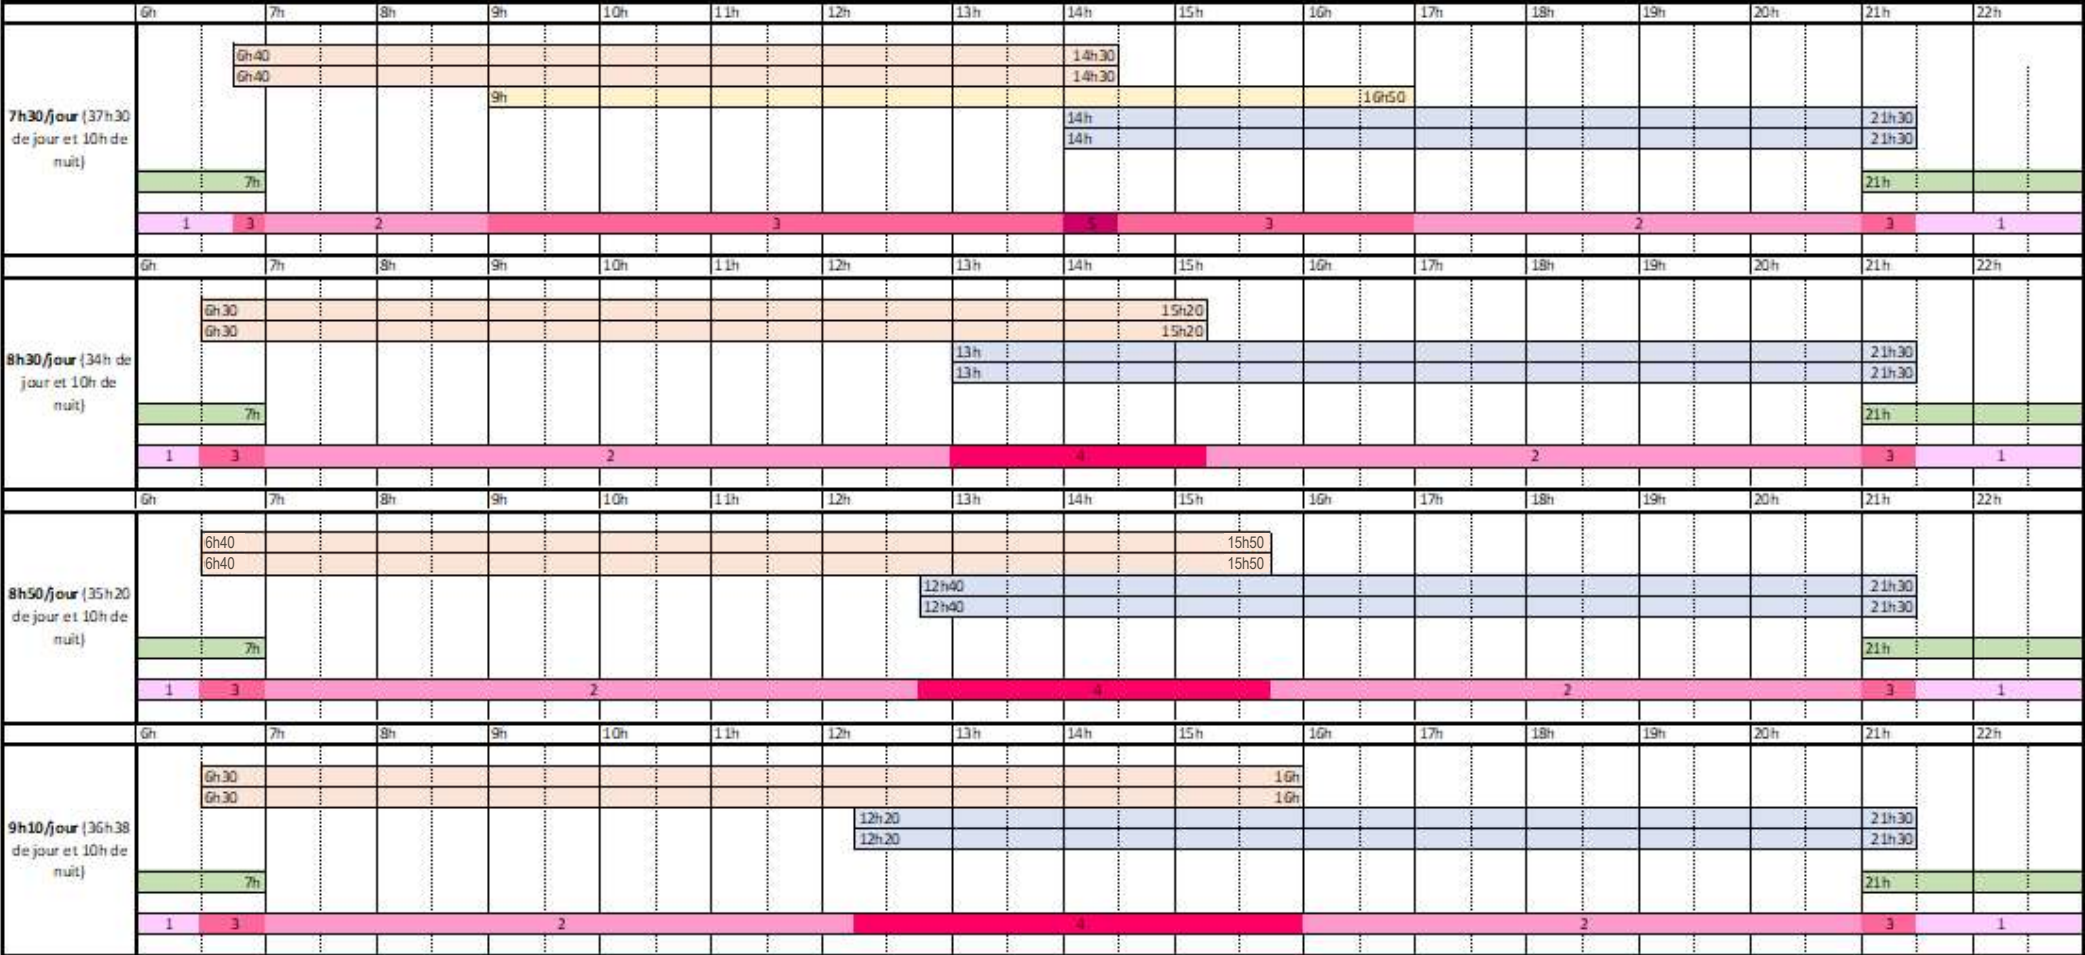 6h 7h 8h 9h 10h 11h 12h 13h 14h 15h 16h 17h 18h 19h 20h 21h 22h
6h40 14h30
6h40 14h30
9h 16h50
7h30/jour (37h30 de jour et 10h de nuit)
14h 21h30
14h 21h30
7h 21h
1 3 2 3 5 3 2 3 1
6h 7h 8h 9h 10h 11h 12h 13h 14h 15h 16h 17h 18h 19h 20h 21h 22h
6h30 15h20
6h30 15h20
8h30/jour (34h de jour et 10h de nuit)
13h 21h30
13h 21h30
7h 21h
1 3 2 4 2 3 1
6h 7h 8h 9h 10h 11h 12h 13h 14h 15h 16h 17h 18h 19h 20h 21h 22h
6h40 15h50
6h40 15h50
8h50/jour (35h20 de jour et 10h de nuit)
12h40 21h30
12h40 21h30
7h 21h
1 3 2 4 2 3 1
6h 7h 8h 9h 10h 11h 12h 13h 14h 15h 16h 17h 18h 19h 20h 21h 22h
6h30 16h
6h30 16h
9h10/jour (36h38 de jour et 10h de nuit)
12h20 21h30
12h20 21h30
7h 21h
1 3 2 4 2 3 1